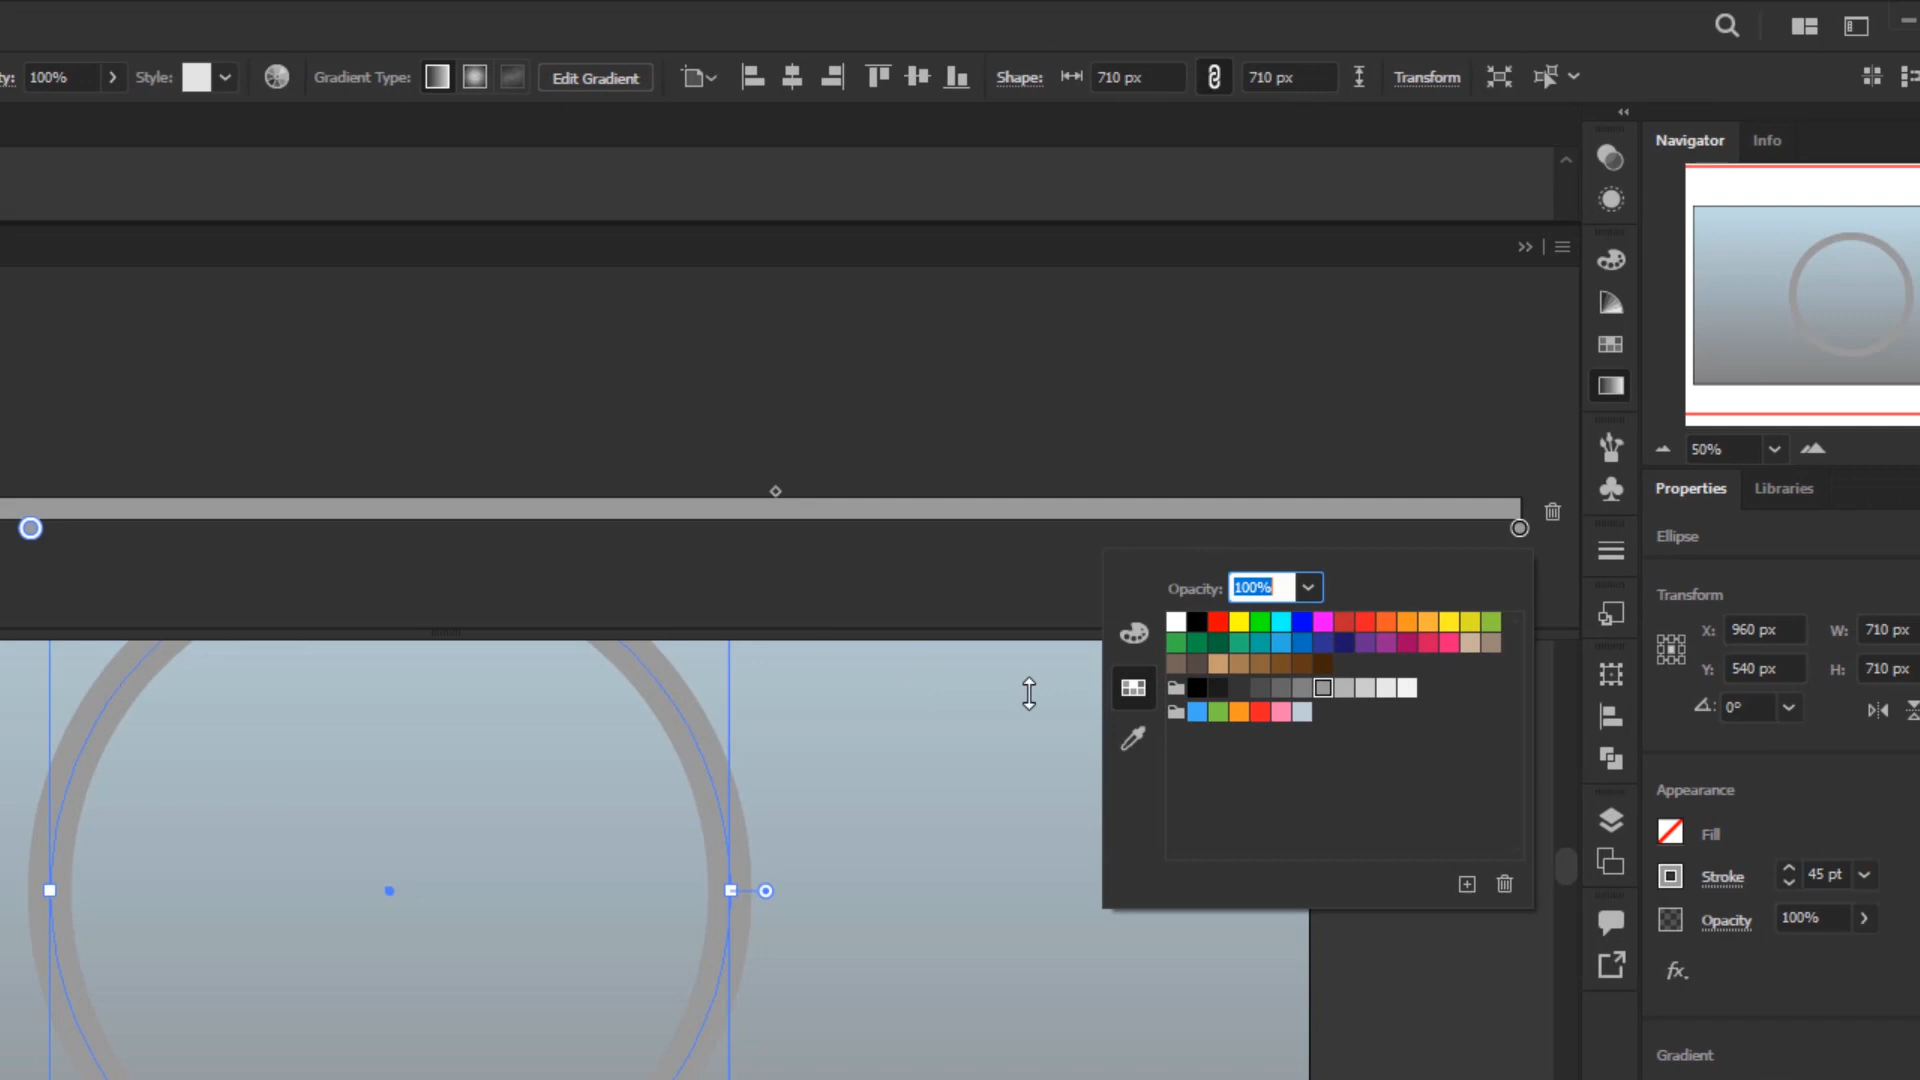 ty: 100% Style: Gradient Type: Edit Gradient Shape: 710 px 710 px Transform
Navigator Info
50%
Properties Libraries
Ellipse
Opacity: 100%
Transform
X: 960 px W: 710 px
Y: 540 px H: 710 px
0°
Appearance
Fill
Stroke 45 pt
Opacity 100%
fx.
Gradient